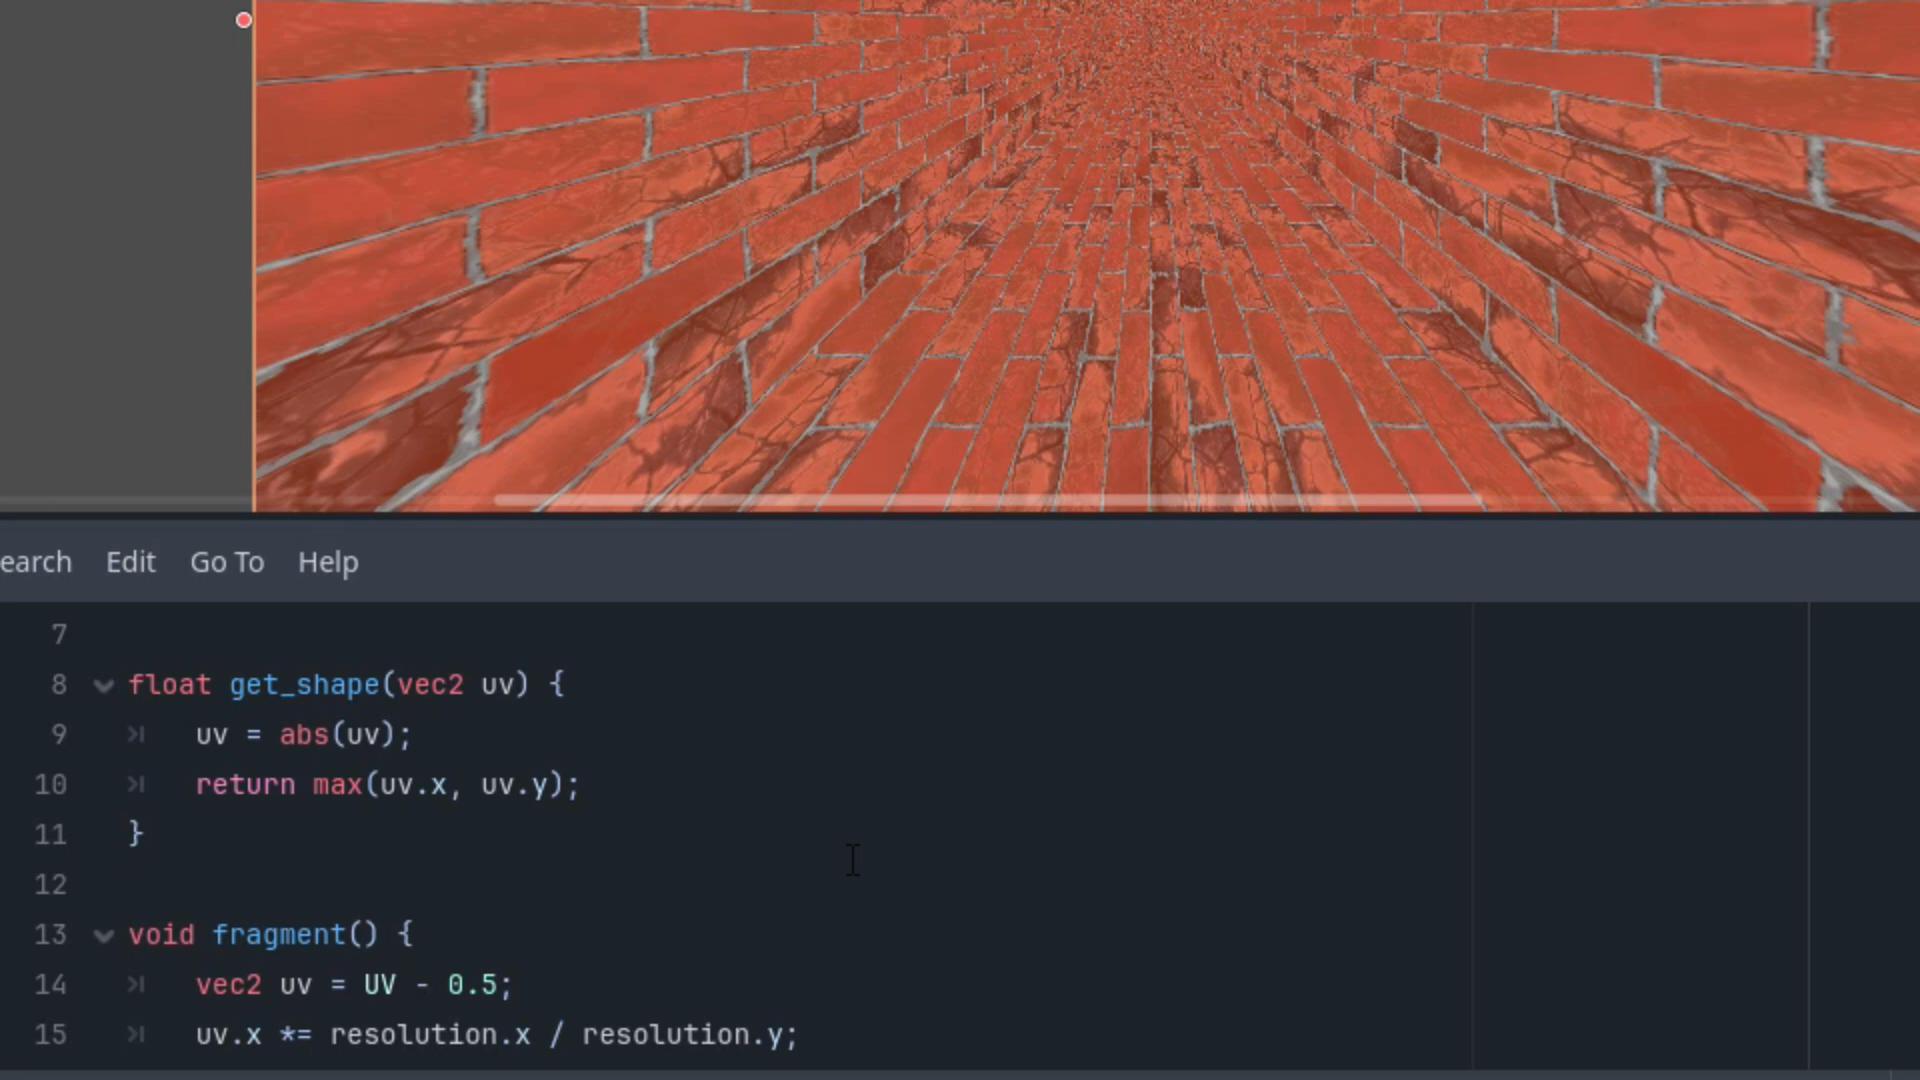 earch Edit Go To Help
7
8 float get_shape(vec2 uv) {
9 uv = abs(uv);
10 return max(uv.x, uv.y);
11 }
12
13 void fragment() {
14 vec2 uv = UV - 0.5;
15 uv.x *= resolution.x / resolution.y;